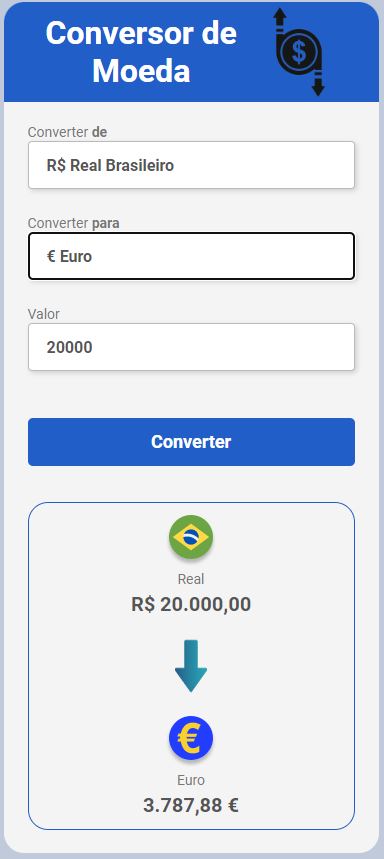 Conversor de
Moeda
$
Converter de
R$ Real Brasileiro
Converter para
€ Euro
Valor
20000
Converter
Real
R$ 20.000,00
€
Euro
3.787,88 €